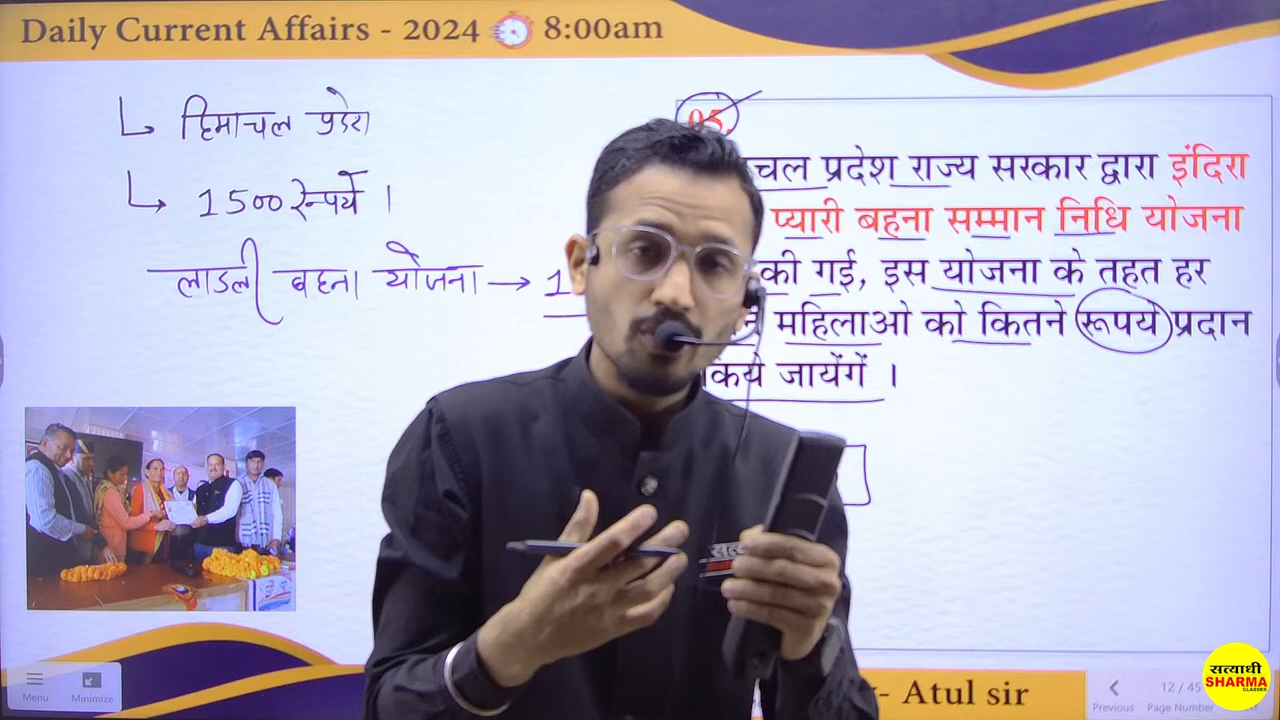 Daily Current Affairs - 2024 8:00am
↳ हिमाचल प्रदेश
↳ 1500 रुपये ।
लाडली बहना योजना → 1
05.
चल प्रदेश राज्य सरकार द्वारा इंदिरा
प्यारी बहना सम्मान निधि योजना
की गई, इस योजना के तहत हर
महिलाओ को कितने रूपये प्रदान
किये जायेंगें ।
Menu
Minimize
- Atul sir
Previous
12 / 45
Page Number
सत्याधी
SHARMA
CLASSES